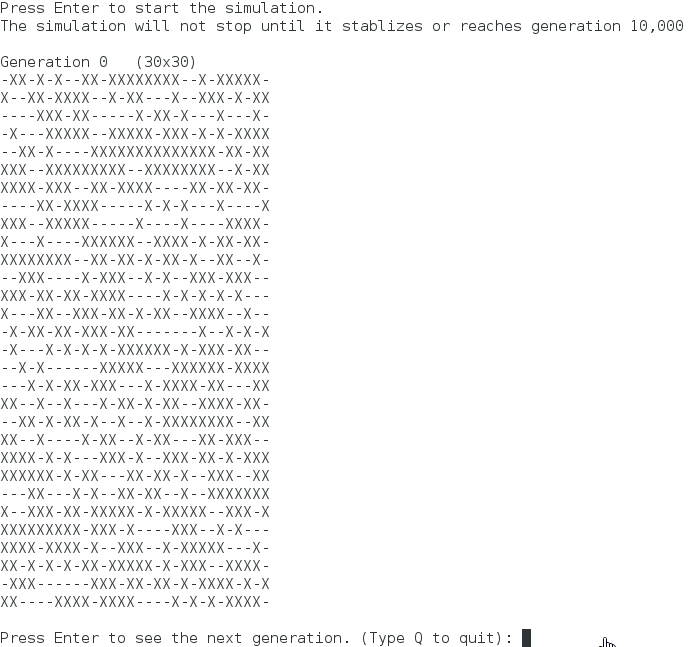 Press Enter to start the simulation.
The simulation will not stop until it stablizes or reaches generation 10,000
Generation 0   (30x30)
-XX-X-X--XX-XXXXXXXX--X-XXXXX-
X--XX-XXXX--X-XX---X--XXX-X-XX
----XXX-XX-----X-XX-X---X---X-
-X---XXXXX--XXXXX-XXX-X-X-XXXX
--XX-X----XXXXXXXXXXXXXX-XX-XX
XXX--XXXXXXXXX--XXXXXXXX--X-XX
XXXX-XXX--XX-XXXX----XX-XX-XX-
----XX-XXXX-----X-X-X---X----X
XXX--XXXXX-----X----X----XXXX-
X---X----XXXXXX--XXXX-X-XX-XX-
XXXXXXXX--XX-XX-X-XX-X--XX--X-
--XXX----X-XXX--X-X--XXX-XXX--
XXX-XX-XX-XXXX----X-X-X-X-X---
X---XX--XXX-XX-X-XX--XXXX--X--
-X-XX-XX-XXX-XX-------X--X-X-X
-X---X-X-X-X-XXXXXX-X-XXX-XX--
--X-X------XXXXX---XXXXXX-XXXX
---X-X-XX-XXX---X-XXXX-XX---XX
XX--X--X---X-XX-X-XX--XXXX-XX-
--XX-X-XX-X--X--X-XXXXXXXX--XX
XX--X----X-XX--X-XX---XX-XXX--
XXXX-X-X---XXX-X--XXX-XX-X-XXX
XXXXXX-X-XX---XX-XX-X--XXX--XX
---XX---X-X--XX-XX--X--XXXXXXX
X--XXX-XX-XXXXX-X-XXXXX--XXX-X
XXXXXXXXX-XXX-X----XXX--X-X---
XXXX-XXXX-X--XXX--X-XXXXX---X-
XX-X-X-X-XX-XXXXX-X-XXX--XXXX-
-XXX------XXX-XX-XX-X-XXXX-X-X
XX----XXXX-XXXX----X-X-X-XXXX-
Press Enter to see the next generation. (Type Q to quit):